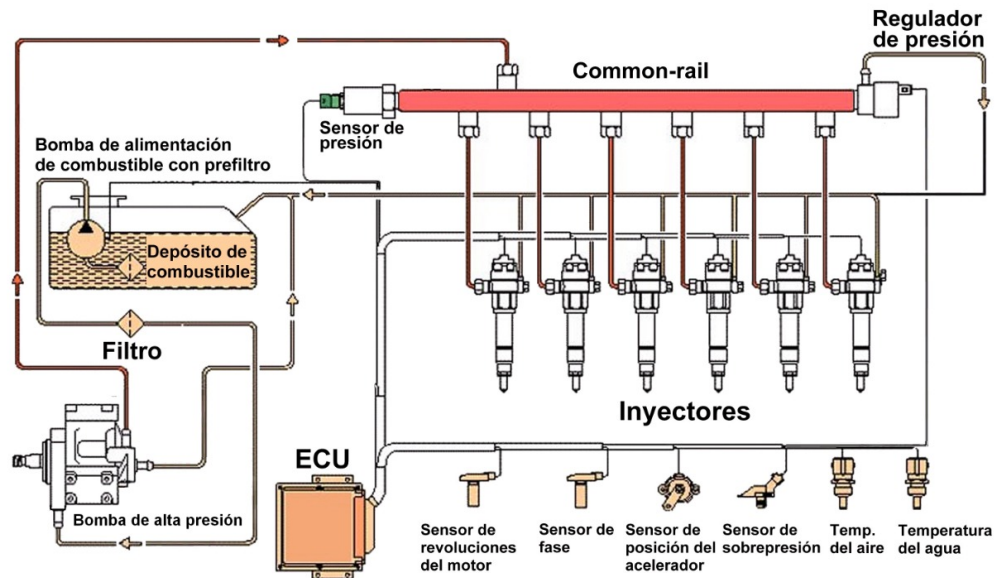 Regulador
de presión
Common-rail
Sensor de
presión
Bomba de alimentación
de combustible con prefiltro
Depósito de
combustible
Filtro
Inyectores
ECU
Bomba de alta presión
Sensor de
revoluciones
del motor
Sensor de
fase
Sensor de
posición del
acelerador
Sensor de
sobrepresión
Temp.
del aire
Temperatura
del agua